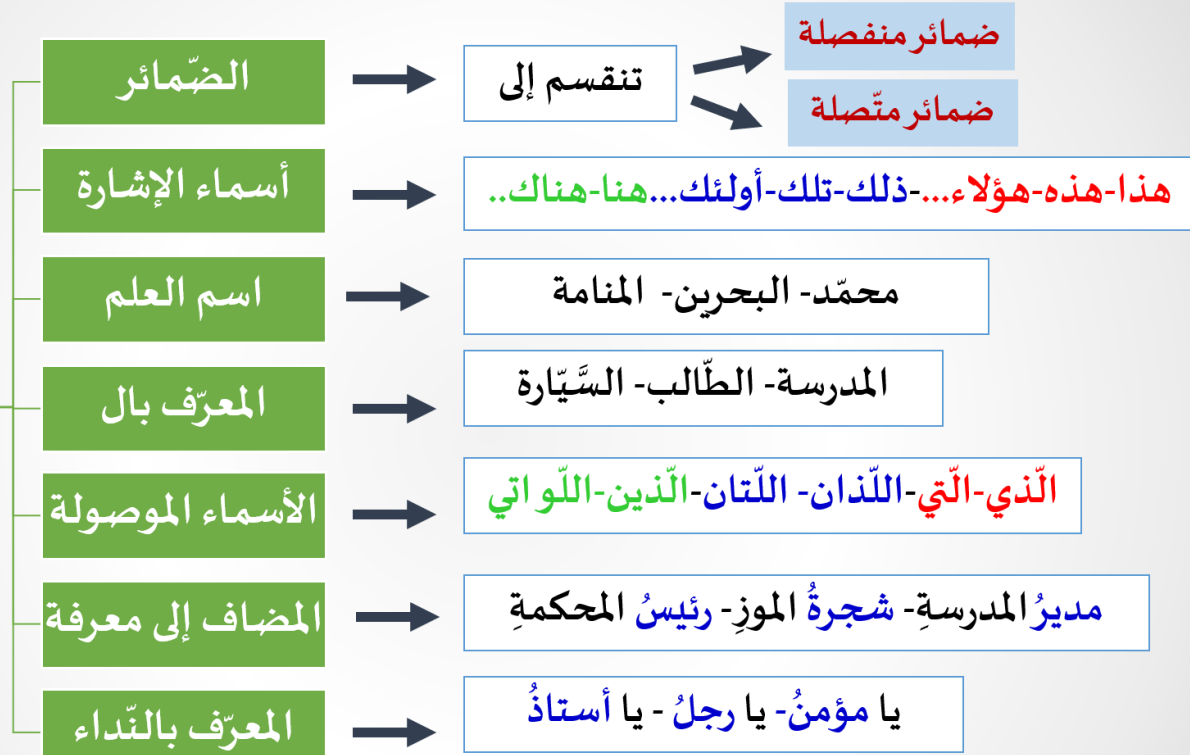 ضمائر منفصلة
الضّمائر
تنقسم إلى
ضمائر متّصلة
أسماء الإشارة
هذا-هذه-هؤلاء...-ذلك-تلك-أولئك...هنا-هناك..
اسم العلم
محمّد- البحرين- المنامة
المعرّف بال
المدرسة- الطّالب- السَّيّارة
الأسماء الموصولة
الّذي-الّتي-اللّذان- اللّتان-الّذين-اللّواتي
المضاف إلى معرفة
مديرُ المدرسةِ- شجرةُ الموزِ- رئيسُ المحكمةِ
المعرّف بالنّداء
يا مؤمنُ- يا رجلُ - يا أستاذُ